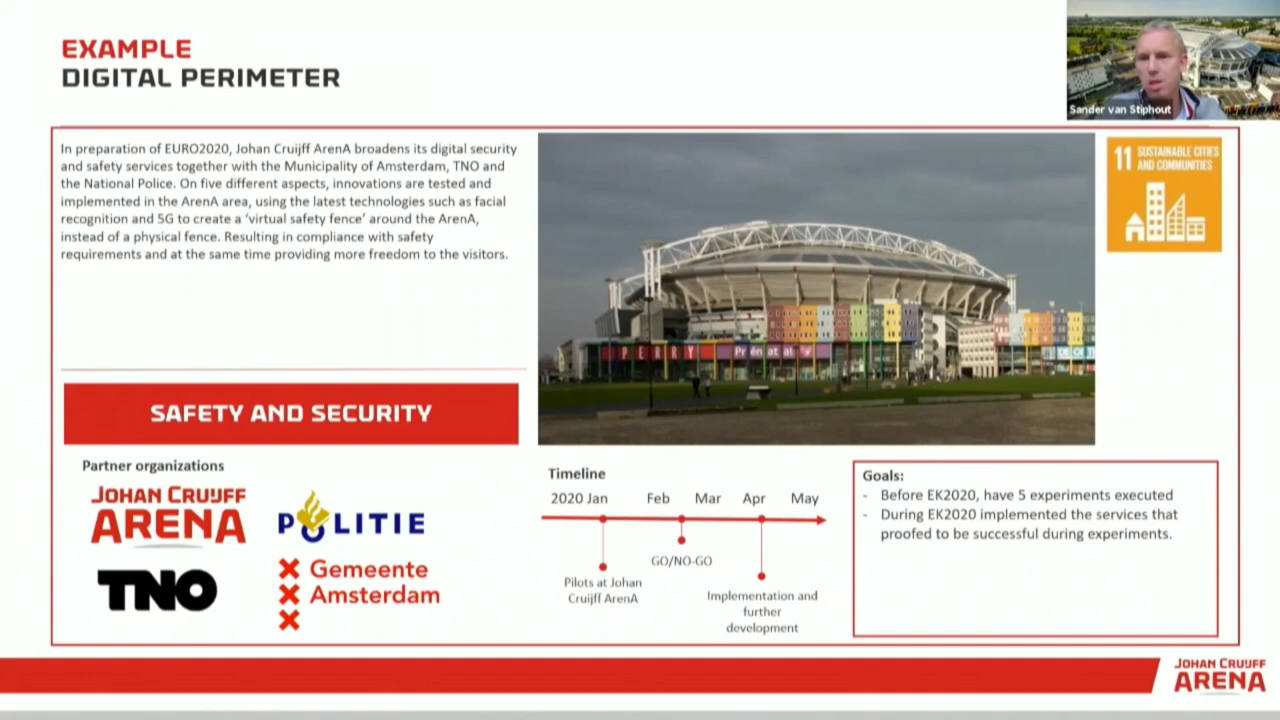 EXAMPLE
DIGITAL PERIMETER
Sander van Stiphout
In preparation of EURO2020, Johan Cruijff ArenA broadens its digital security
and safety services together with the Municipality of Amsterdam, TNO and
the National Police. On five different aspects, innovations are tested and
implemented in the ArenA area, using the latest technologies such as facial
recognition and 5G to create a ‘virtual safety fence’ around the ArenA,
instead of a physical fence. Resulting in compliance with safety
requirements and at the same time providing more freedom to the visitors.
11 SUSTAINABLE CITIES
AND COMMUNITIES
PERRY
Prénatal
SAFETY AND SECURITY
Partner organizations
JOHAN CRUIJFF
ARENA
POLITIE
TNO
Gemeente
Amsterdam
Timeline
2020 Jan Feb Mar Apr May
GO/NO-GO
Pilots at Johan
Cruijff ArenA
Implementation and
further
development
Goals:
- Before EK2020, have 5 experiments executed
- During EK2020 implemented the services that
proofed to be successful during experiments.
JOHAN CRUIJFF
ARENA